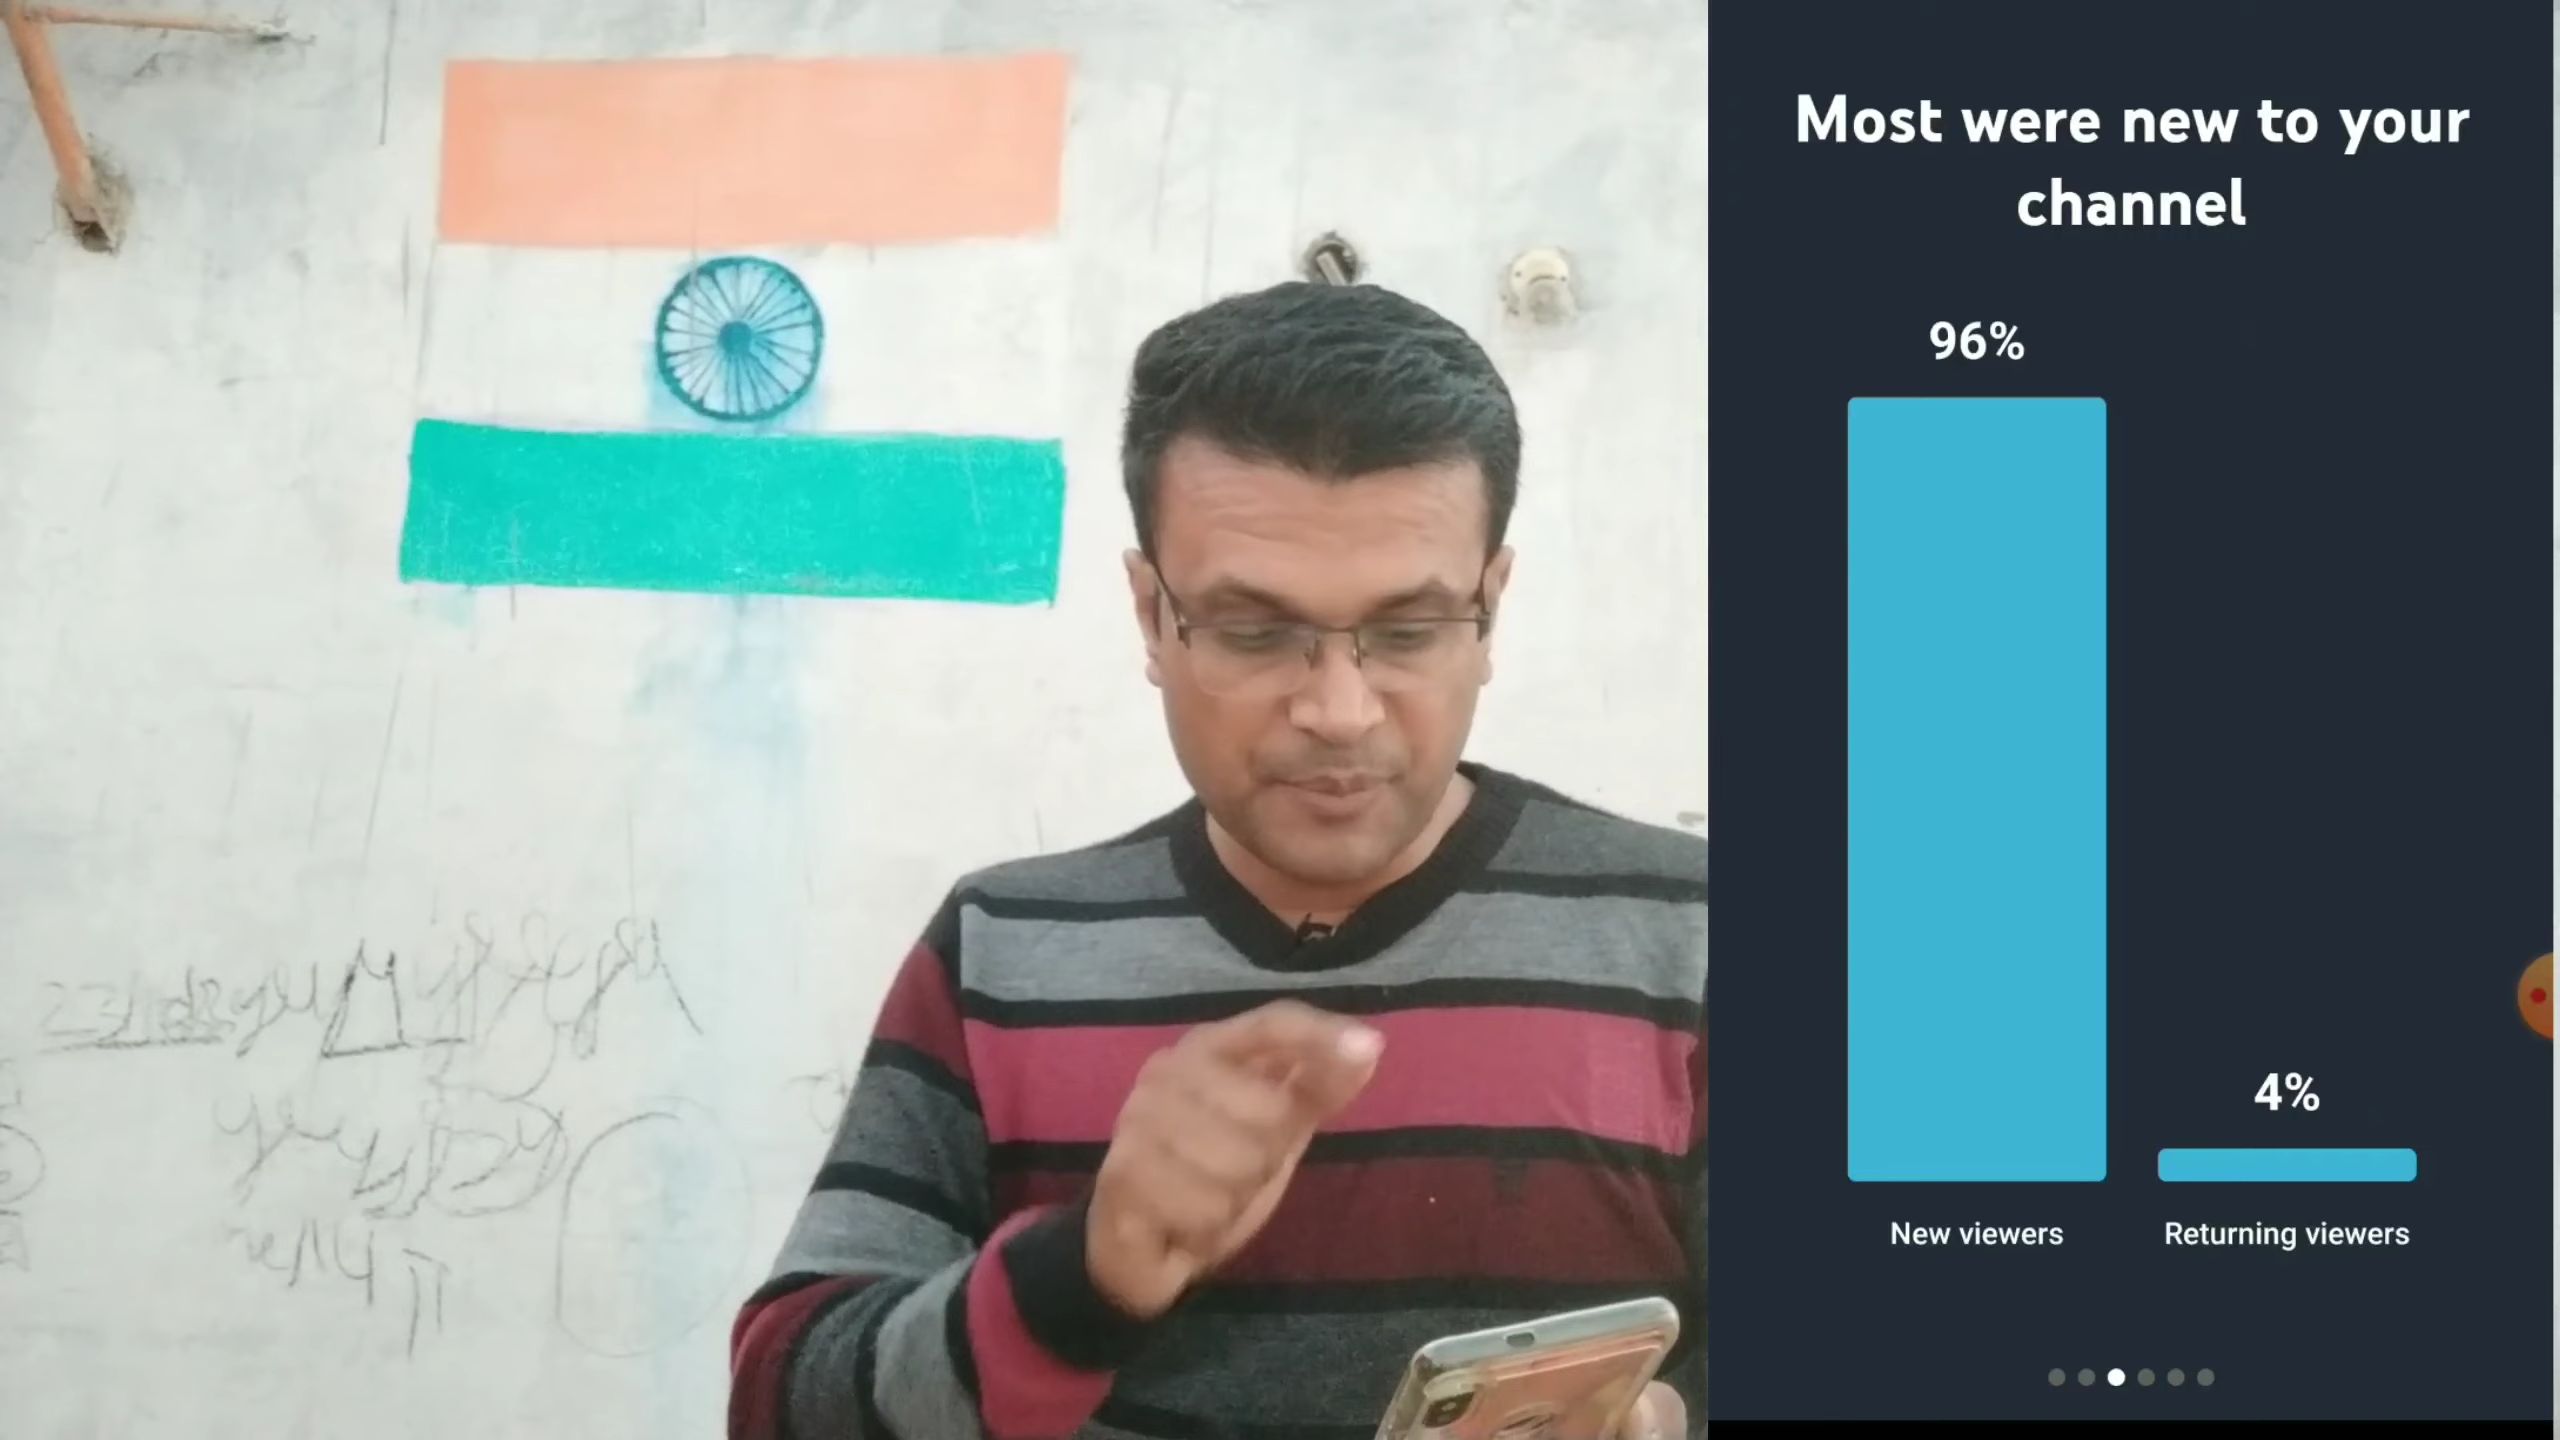 Most were new to your
channel
96%
4%
New viewers
Returning viewers